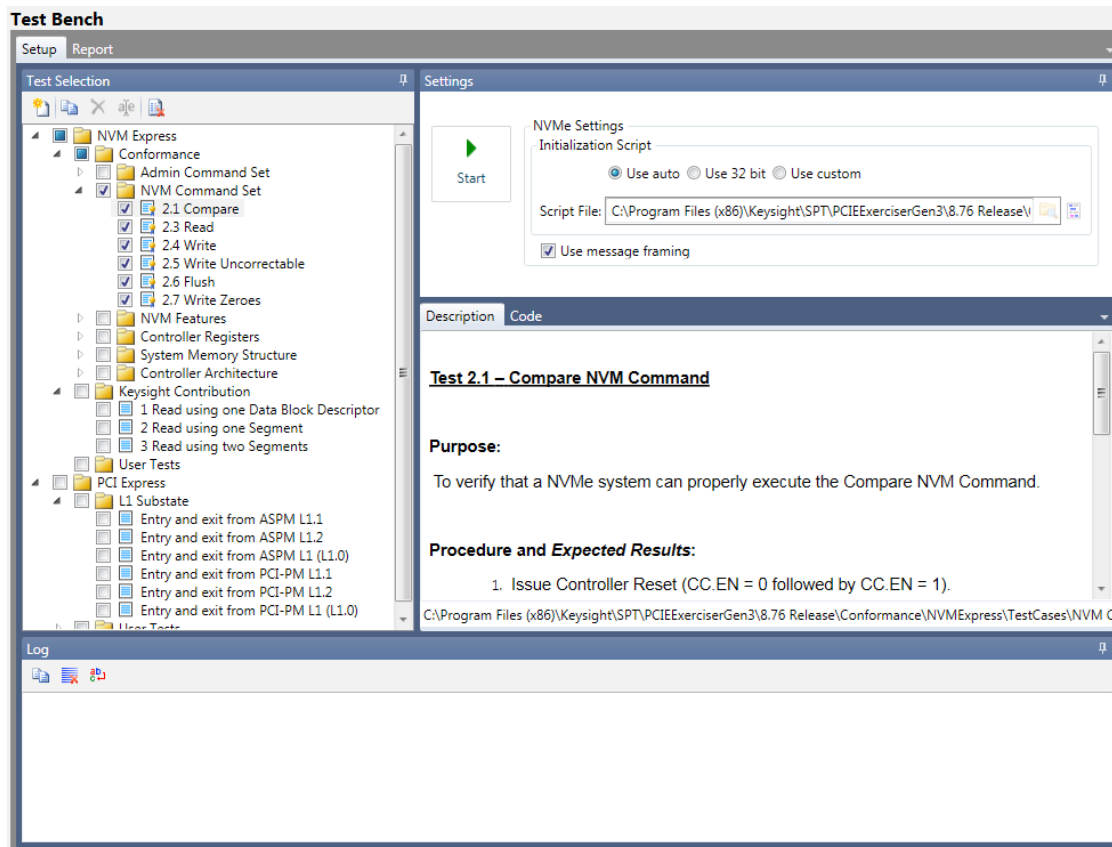 Test Bench
Setup Report
Test Selection
NVM Express
Conformance
Admin Command Set
NVM Command Set
2.1 Compare
2.3 Read
2.4 Write
2.5 Write Uncorrectable
2.6 Flush
2.7 Write Zeroes
NVM Features
Controller Registers
System Memory Structure
Controller Architecture
Keysight Contribution
1 Read using one Data Block Descriptor
2 Read using one Segment
3 Read using two Segments
User Tests
PCI Express
L1 Substate
Entry and exit from ASPM L1.1
Entry and exit from ASPM L1.2
Entry and exit from ASPM L1 (L1.0)
Entry and exit from PCI-PM L1.1
Entry and exit from PCI-PM L1.2
Entry and exit from PCI-PM L1 (L1.0)
User Tests
Settings
Start
NVMe Settings
Initialization Script
Use auto Use 32 bit Use custom
Script File: C:\Program Files (x86)\Keysight\SPT\PCIEExerciserGen3\8.76 Release\
Use message framing
Description Code
Test 2.1 – Compare NVM Command
Purpose:
To verify that a NVMe system can properly execute the Compare NVM Command.
Procedure and Expected Results:
1. Issue Controller Reset (CC.EN = 0 followed by CC.EN = 1).
C:\Program Files (x86)\Keysight\SPT\PCIEExerciserGen3\8.76 Release\Conformance\NVMExpress\TestCases\NVM C
Log